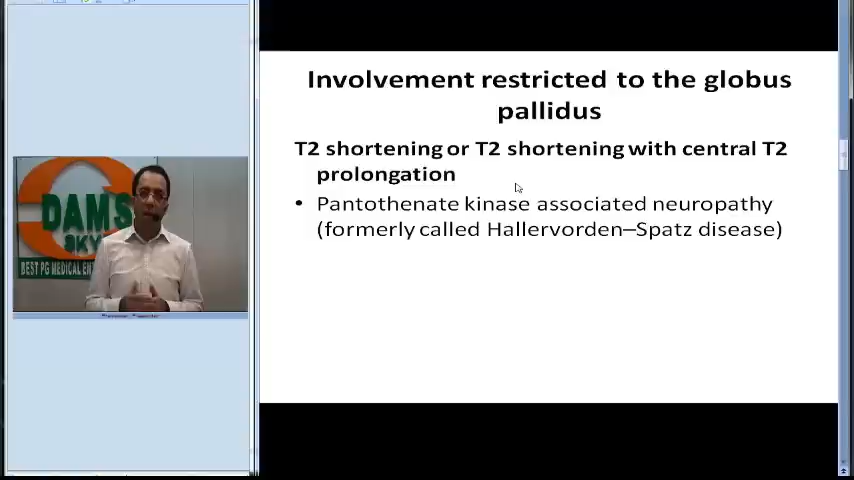 Involvement restricted to the globus
pallidus
T2 shortening or T2 shortening with central T2
prolongation
• Pantothenate kinase associated neuropathy
(formerly called Hallervorden–Spatz disease)
DAMS
SKY
BEST PG MEDICAL